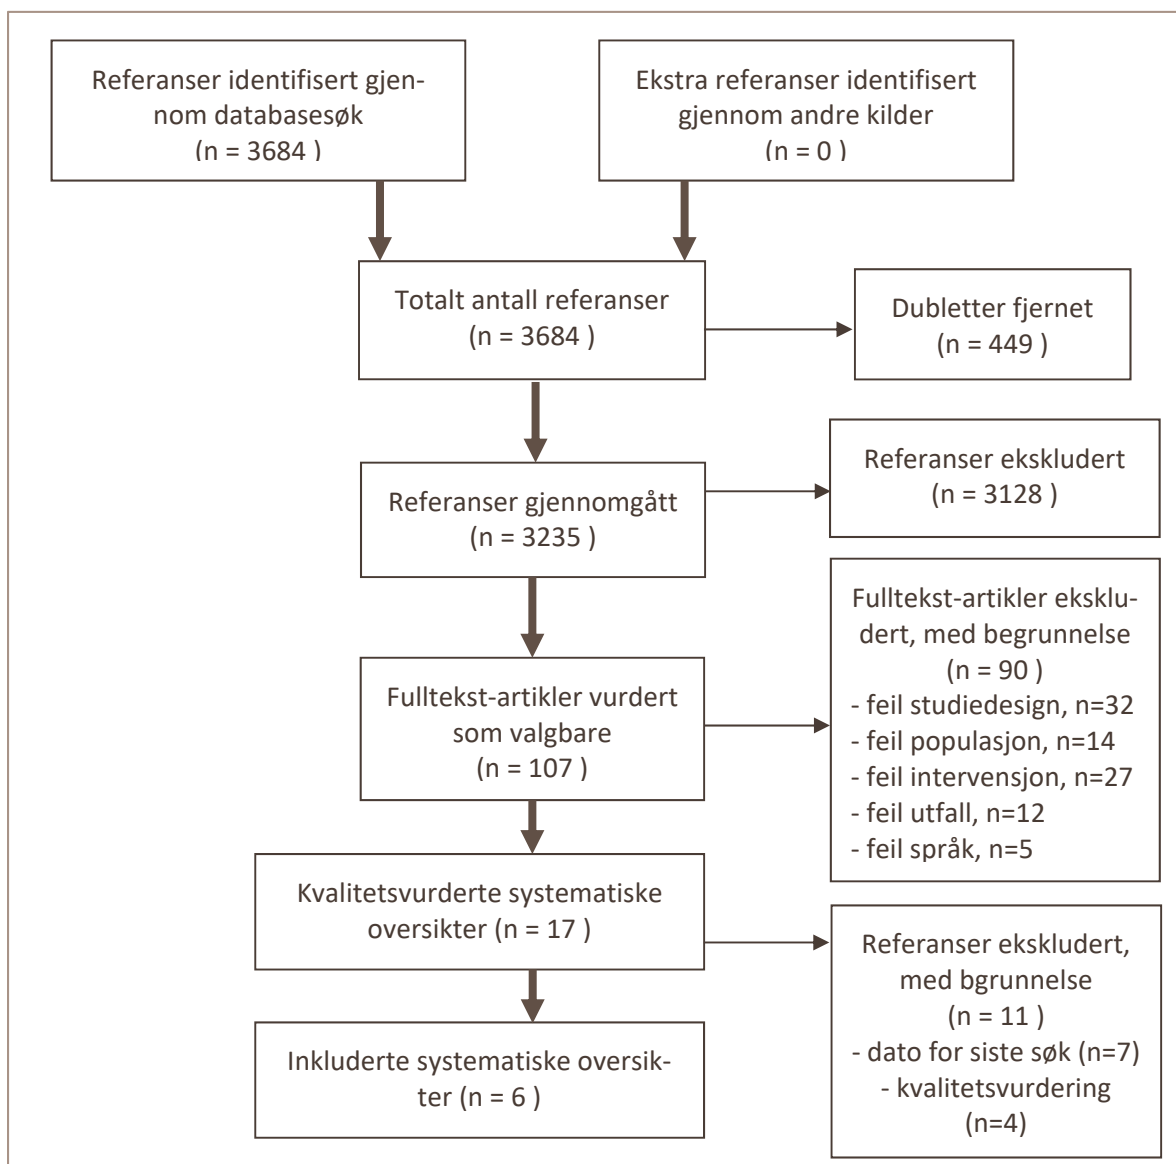 Referanser identifisert gjen-
nom databasesøk
(n = 3684 )
Ekstra referanser identifisert
gjennom andre kilder
(n = 0 )
Totalt antall referanser
(n = 3684 )
Dubletter fjernet
(n = 449 )
Referanser gjennomgått
(n = 3235 )
Referanser ekskludert
(n = 3128 )
Fulltekst-artikler vurdert
som valgbare
(n = 107 )
Fulltekst-artikler eksklu-
dert, med begrunnelse
(n = 90 )
- feil studiedesign, n=32
- feil populasjon, n=14
- feil intervensjon, n=27
- feil utfall, n=12
- feil språk, n=5
Kvalitetsvurderte systematiske
oversikter (n = 17 )
Referanser ekskludert,
med bgrunnelse
(n = 11 )
- dato for siste søk (n=7)
- kvalitetsvurdering
(n=4)
Inkluderte systematiske oversik-
ter (n = 6 )